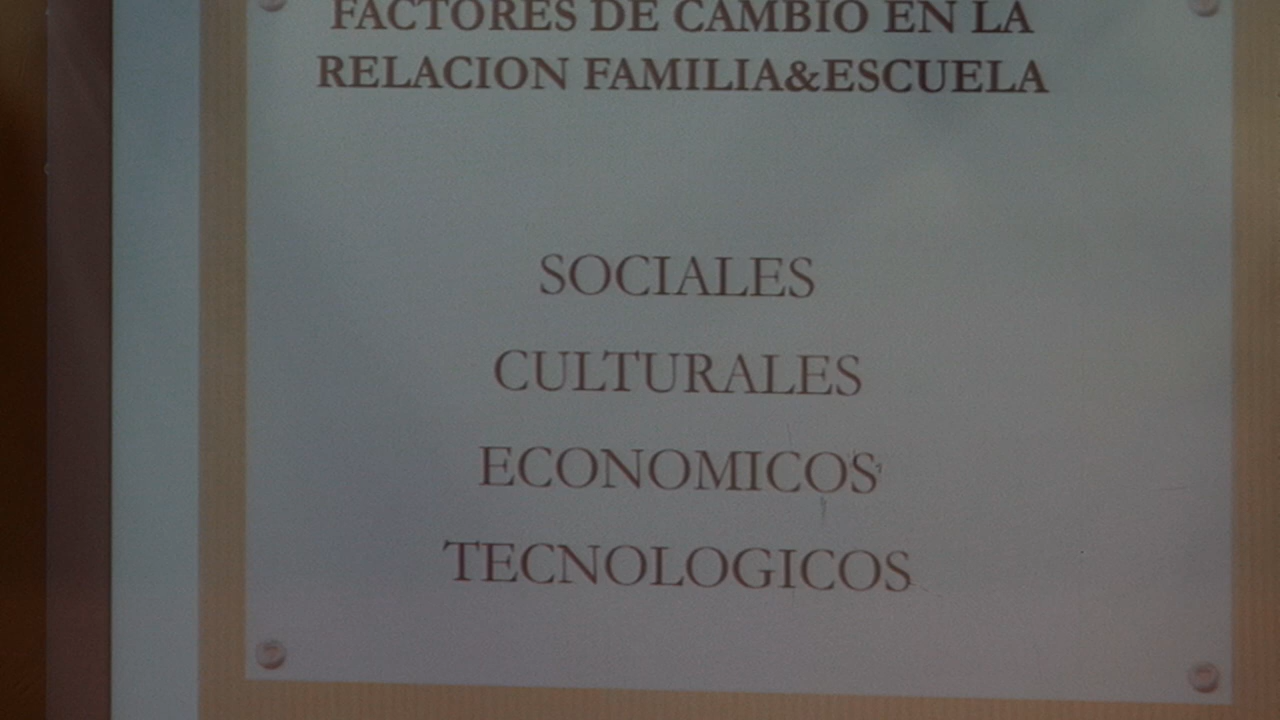 FACTORES DE CAMBIO EN LA
RELACION FAMILIA&ESCUELA
SOCIALES
CULTURALES
ECONOMICOS
TECNOLOGICOS